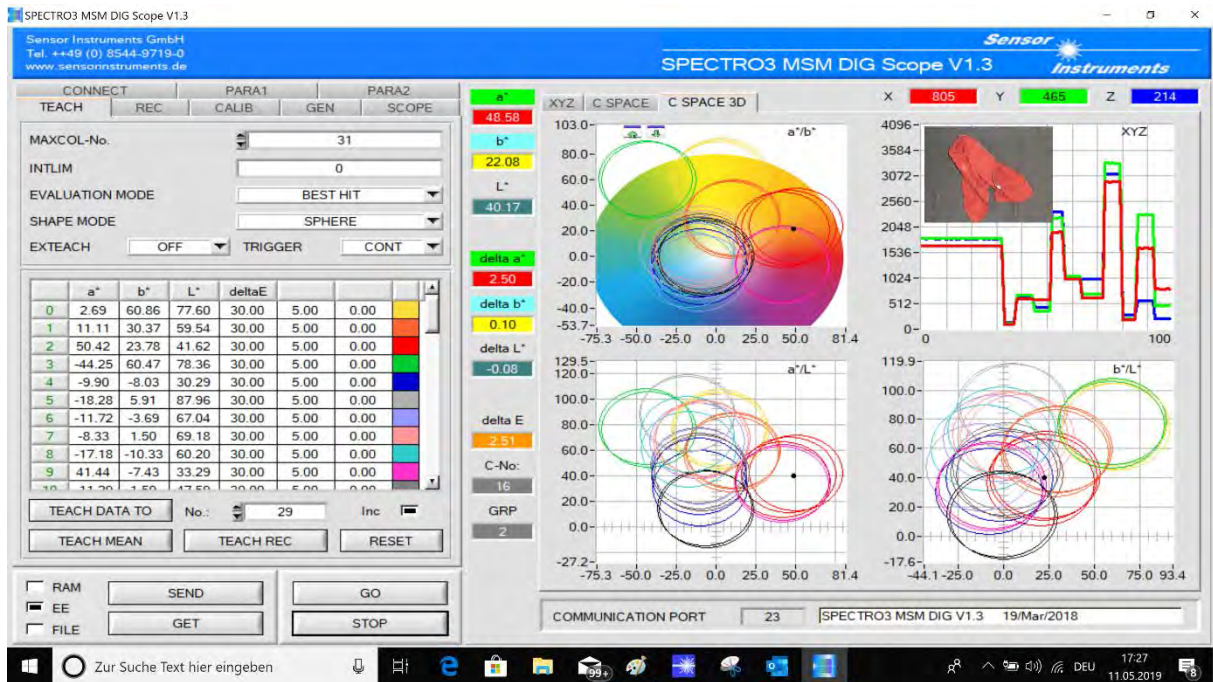 SPECTRO3 MSM DIG Scope V1.3
Sensor Instruments GmbH
Tel. ++49 (0) 8544-9719-0
www.sensorinstruments.de
Sensor
Instruments
SPECTRO3 MSM DIG Scope V1.3
CONNECT PARA1 PARA2
TEACH REC CALIB GEN SCOPE
MAXCOL-No. 31
INTLIM 0
EVALUATION MODE BEST HIT
SHAPE MODE SPHERE
EXTEACH OFF TRIGGER CONT
a* b* L* deltaE
0 2.69 60.86 77.60 30.00 5.00 0.00
1 11.11 30.37 59.54 30.00 5.00 0.00
2 50.42 23.78 41.62 30.00 5.00 0.00
3 -44.25 60.47 78.36 30.00 5.00 0.00
4 -9.90 -8.03 30.29 30.00 5.00 0.00
5 -18.28 5.91 87.96 30.00 5.00 0.00
6 -11.72 -3.69 67.04 30.00 5.00 0.00
7 -8.33 1.50 69.18 30.00 5.00 0.00
8 -17.18 -10.33 60.20 30.00 5.00 0.00
9 41.44 -7.43 33.29 30.00 5.00 0.00
TEACH DATA TO No.: 29 Inc
TEACH MEAN TEACH REC RESET
RAM
EE
FILE
SEND GO
GET STOP
a*
48.58
b*
22.08
L*
40.17
delta a*
2.50
delta b*
0.10
delta L*
-0.08
delta E
2.51
C-No:
16
GRP
2
XYZ C SPACE C SPACE 3D
X 805 Y 465 Z 214
a*/b*
103.0
80.0
60.0
40.0
20.0
0.0
-20.0
-40.0
-53.7
-75.3 -50.0 -25.0 0.0 25.0 50.0 81.4
XYZ
4096
3584
3072
2560
2048
1536
1024
512
0
0 100
a*/L*
129.5
120.0
100.0
80.0
60.0
40.0
20.0
0.0
-27.2
-75.3 -50.0 -25.0 0.0 25.0 50.0 81.4
b*/L*
119.9
100.0
80.0
60.0
40.0
20.0
0.0
-17.6
-44.1 -25.0 0.0 25.0 50.0 75.0 93.4
COMMUNICATION PORT 23 SPECTRO3 MSM DIG V1.3 19/Mar/2018
Zur Suche Text hier eingeben
99+
DEU
17:27
11.05.2019
8